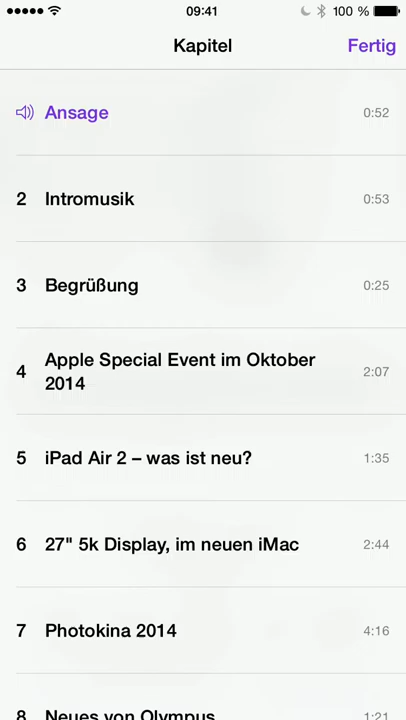 09:41
100 %
Kapitel
Fertig
Ansage
0:52
2
Intromusik
0:53
3
Begrüßung
0:25
4
Apple Special Event im Oktober
2014
2:07
5
iPad Air 2 – was ist neu?
1:35
6
27" 5k Display, im neuen iMac
2:44
7
Photokina 2014
4:16
8
Neues von Olympus
1:21